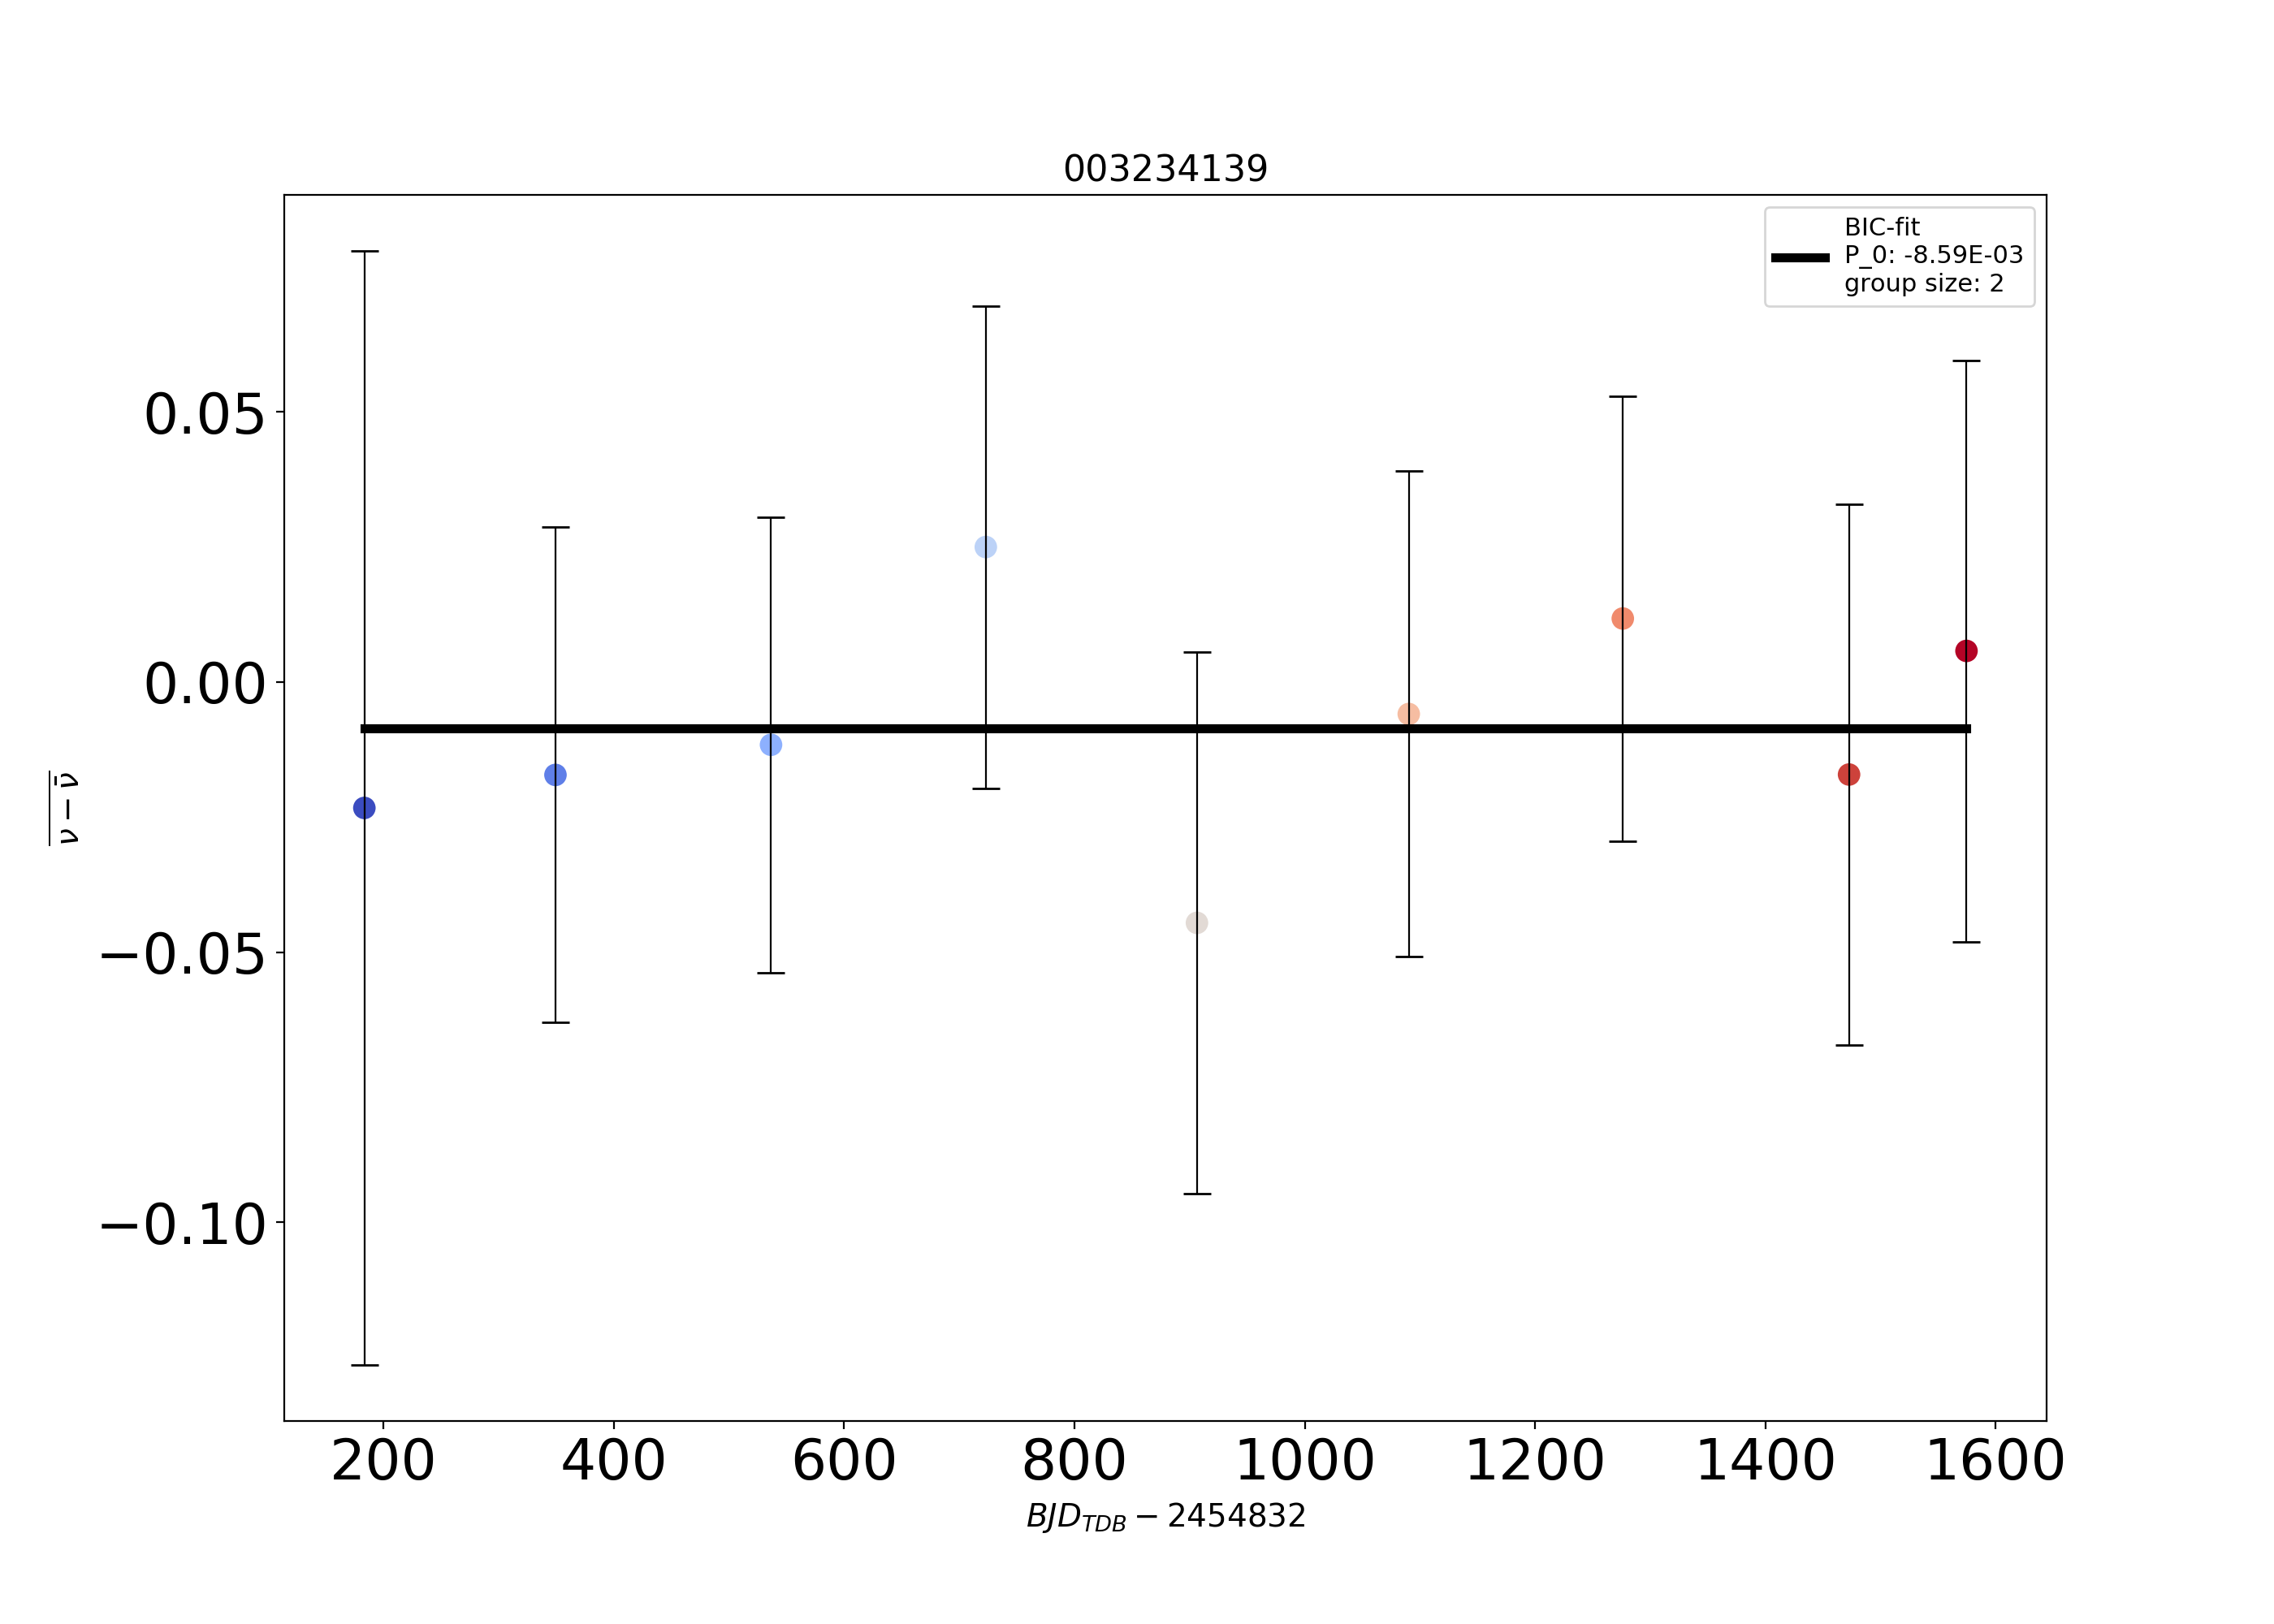 003234139
BIC-fit
P_0: -8.59E-03
group size: 2
0.05
0.00
−0.05
−0.10
ν − ν̄
200 400 600 800 1000 1200 1400 1600
BJD_TDB − 2454832